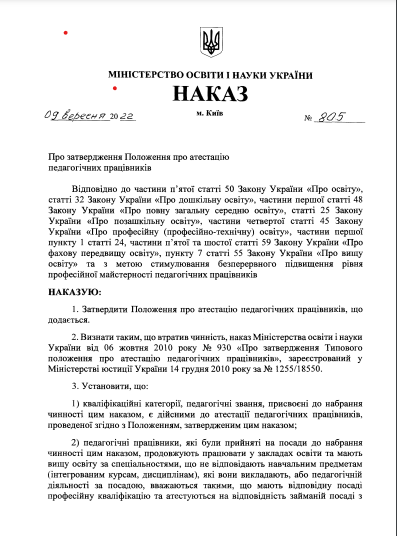 МІНІСТЕРСТВО ОСВІТИ І НАУКИ УКРАЇНИ
НАКАЗ
09 вересня 2022 м. Київ № 805
Про затвердження Положення про атестацію
педагогічних працівників
Відповідно до частини п'ятої статті 50 Закону України «Про освіту»,
статті 32 Закону України «Про дошкільну освіту», частини першої статті 48
Закону України «Про повну загальну середню освіту», статті 25 Закону
України «Про позашкільну освіту», частини четвертої статті 45 Закону
України «Про професійну (професійно-технічну) освіту», частини першої
пункту 1 статті 24, частини п'ятої та шостої статті 59 Закону України «Про
фахову передвищу освіту», пункту 7 статті 55 Закону України «Про вищу
освіту» та з метою стимулювання безперервного підвищення рівня
професійної майстерності педагогічних працівників
НАКАЗУЮ:
1. Затвердити Положення про атестацію педагогічних працівників, що
додається.
2. Визнати таким, що втратив чинність, наказ Міністерства освіти і науки
України від 06 жовтня 2010 року № 930 «Про затвердження Типового
положення про атестацію педагогічних працівників», зареєстрований у
Міністерстві юстиції України 14 грудня 2010 року за № 1255/18550.
3. Установити, що:
1) кваліфікаційні категорії, педагогічні звання, присвоєні до набрання
чинності цим наказом, є дійсними до атестації педагогічних працівників,
проведеної згідно з Положенням, затвердженим цим наказом;
2) педагогічні працівники, які були прийняті на посади до набрання
чинності цим наказом, продовжують працювати у закладах освіти та мають
вищу освіту за спеціальностями, що не відповідають навчальним предметам
(інтегрованим курсам, дисциплінам), які вони викладають, або педагогічній
діяльності за посадою, вважаються такими, що мають відповідну посаді
професійну кваліфікацію та атестуються на відповідність займаній посаді з